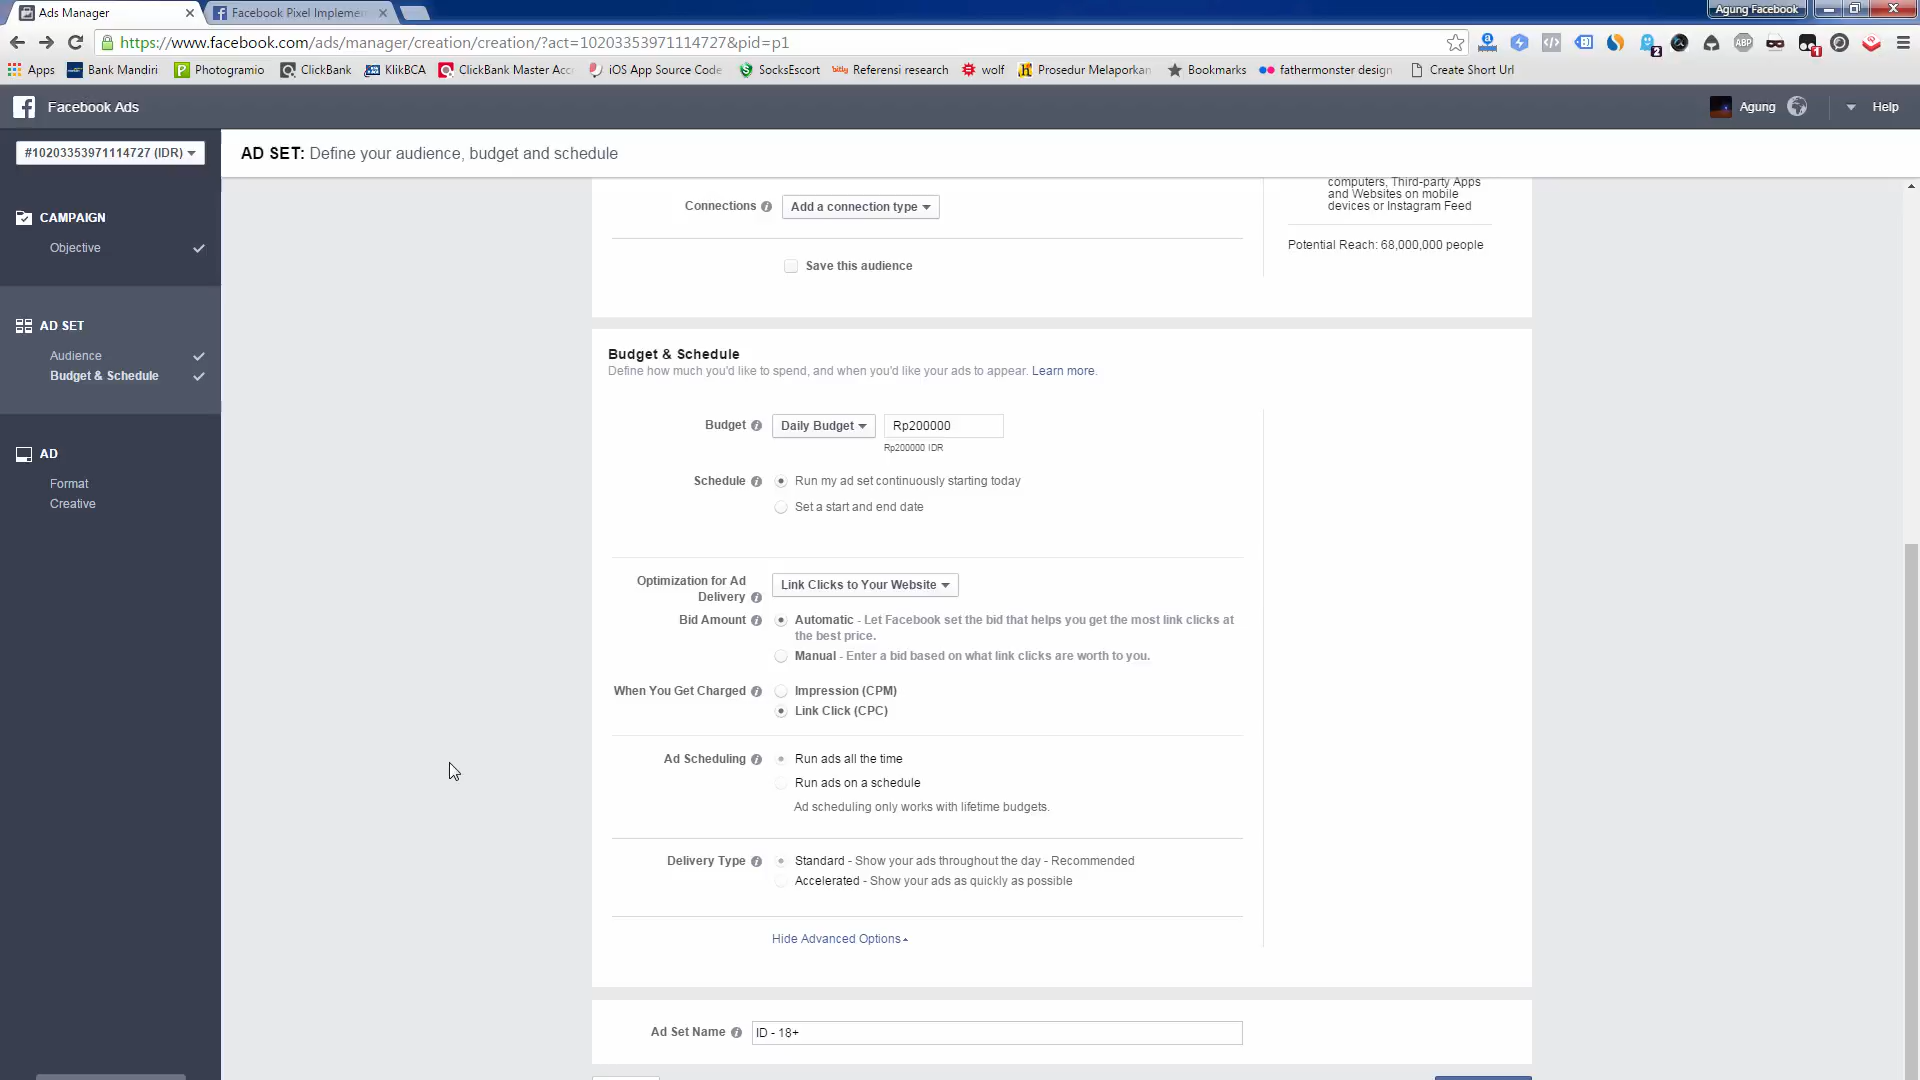 Ads Manager
Facebook Pixel Implemen
Agung Facebook
https://www.facebook.com/ads/manager/creation/creation/?act=10203353971114727&pid=p1
2
ABP
1
Apps
Bank Mandiri
Photogramio
ClickBank
KlikBCA
ClickBank Master Acc
iOS App Source Code
SocksEscort
bitly Referensi research
wolf
Prosedur Melaporkan
Bookmarks
fathermonster design
Create Short Url
Facebook Ads
Agung
Help
#10203353971114727 (IDR)
AD SET: Define your audience, budget and schedule
CAMPAIGN
Objective
AD SET
Audience
Budget & Schedule
AD
Format
Creative
Connections
Add a connection type
Save this audience
computers, Third-party Apps
and Websites on mobile
devices or Instagram Feed
Potential Reach: 68,000,000 people
Budget & Schedule
Define how much you'd like to spend, and when you'd like your ads to appear. Learn more.
Budget
Daily Budget
Rp200000
Rp200000 IDR
Schedule
Run my ad set continuously starting today
Set a start and end date
Optimization for Ad
Delivery
Link Clicks to Your Website
Bid Amount
Automatic - Let Facebook set the bid that helps you get the most link clicks at
the best price.
Manual - Enter a bid based on what link clicks are worth to you.
When You Get Charged
Impression (CPM)
Link Click (CPC)
Ad Scheduling
Run ads all the time
Run ads on a schedule
Ad scheduling only works with lifetime budgets.
Delivery Type
Standard - Show your ads throughout the day - Recommended
Accelerated - Show your ads as quickly as possible
Hide Advanced Options
Ad Set Name
ID - 18+